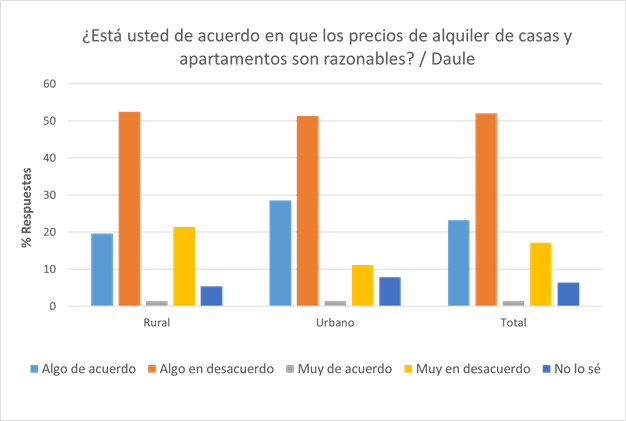 ¿Está usted de acuerdo en que los precios de alquiler de casas y
apartamentos son razonables? / Daule
60
50
40
30
20
10
0
% Respuestas
Rural
Urbano
Total
Algo de acuerdo
Algo en desacuerdo
Muy de acuerdo
Muy en desacuerdo
No lo sé